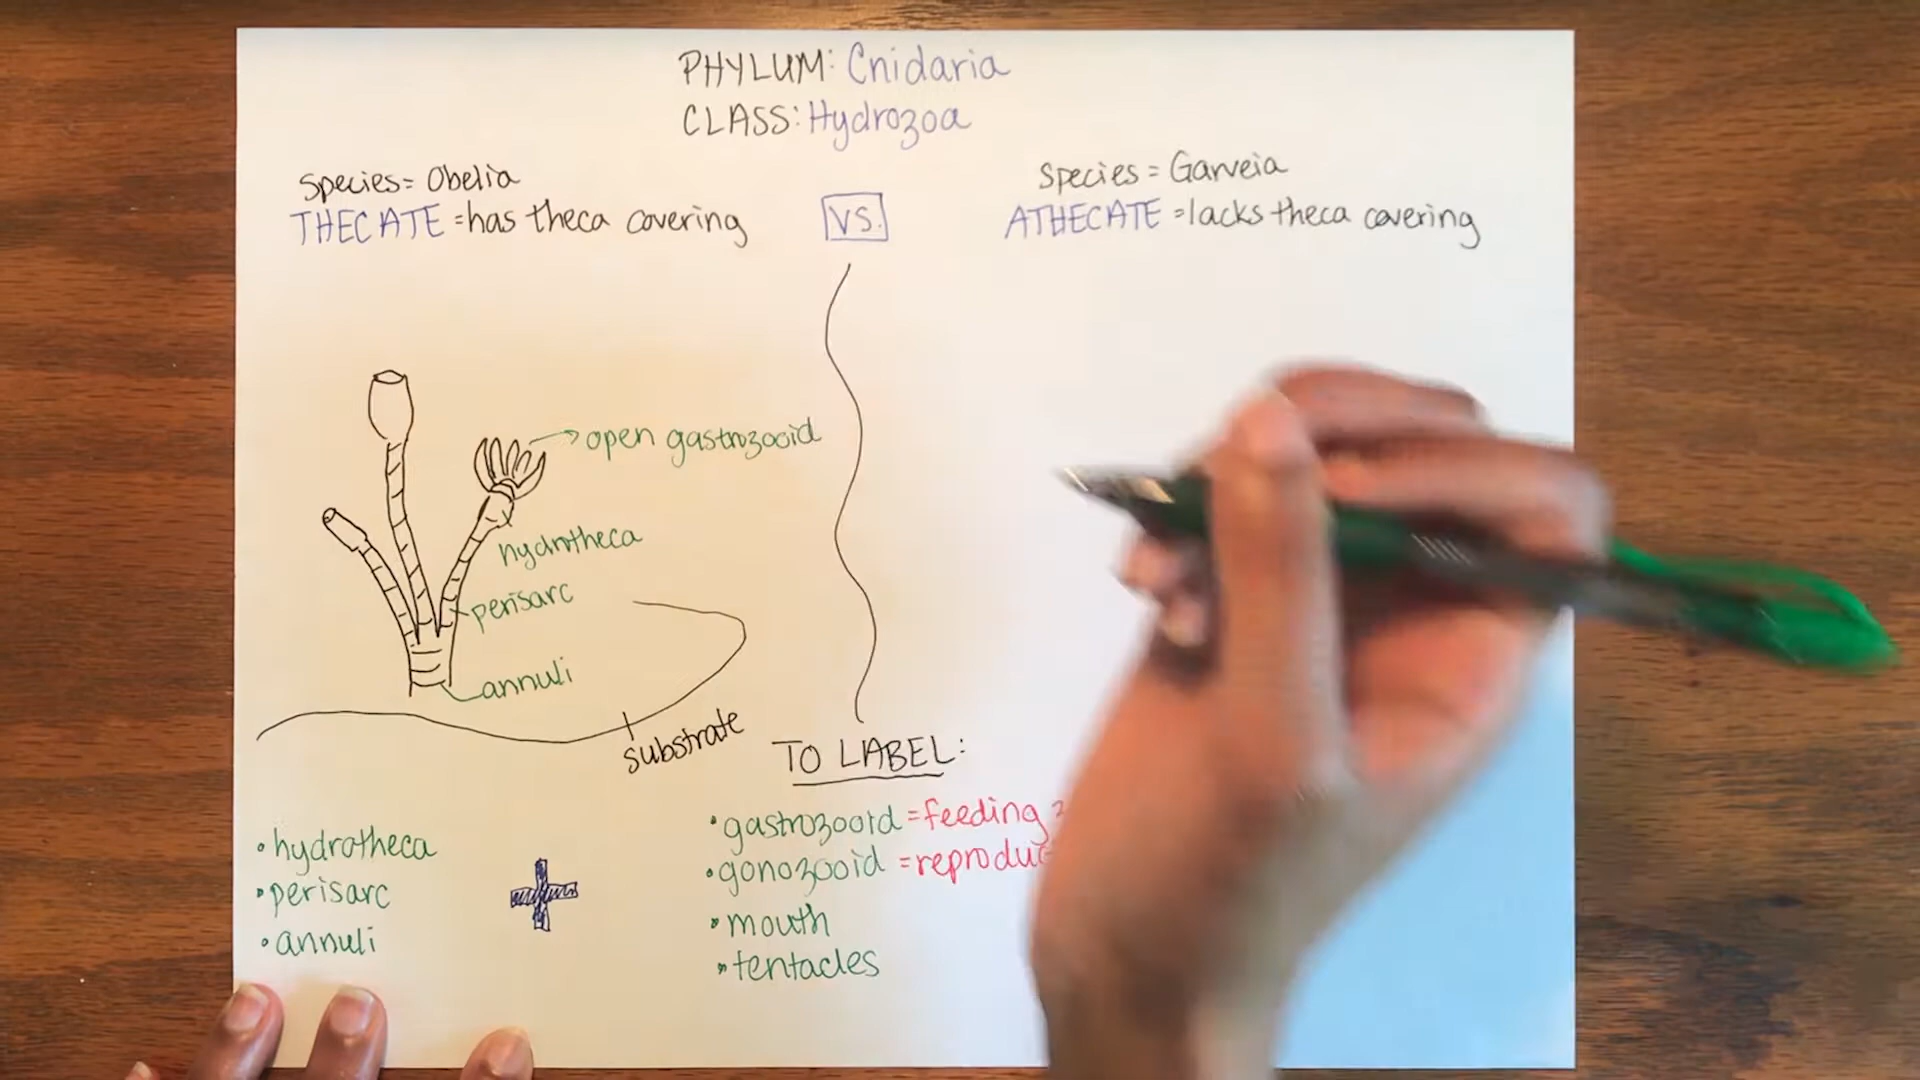 PHYLUM: Cnidaria
CLASS: Hydrozoa
Species= Obelia
THECATE =has theca covering
VS.
Species = Garveia
ATHECATE =lacks theca covering
open gastrozooid
hydrotheca
perisarc
annuli
substrate
TO LABEL:
•hydrotheca
•perisarc
•annuli
•gastrozooid =feeding
•gonozooid =reproduc
•mouth
•tentacles